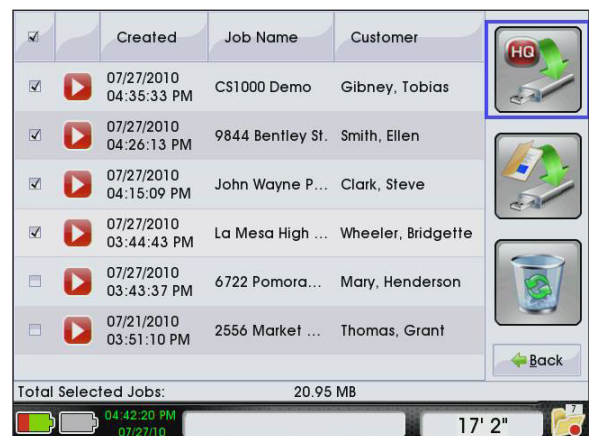 Created Job Name Customer
HQ
07/27/2010
04:35:33 PM
CS1000 Demo Gibney, Tobias
07/27/2010
04:26:13 PM
9844 Bentley St. Smith, Ellen
07/27/2010
04:15:09 PM
John Wayne P... Clark, Steve
07/27/2010
03:44:43 PM
La Mesa High ... Wheeler, Bridgette
07/27/2010
03:43:37 PM
6722 Pomora... Mary, Henderson
07/21/2010
03:51:10 PM
2556 Market ... Thomas, Grant
Back
Total Selected Jobs: 20.95 MB
04:42:20 PM
07/27/10
17' 2"
7